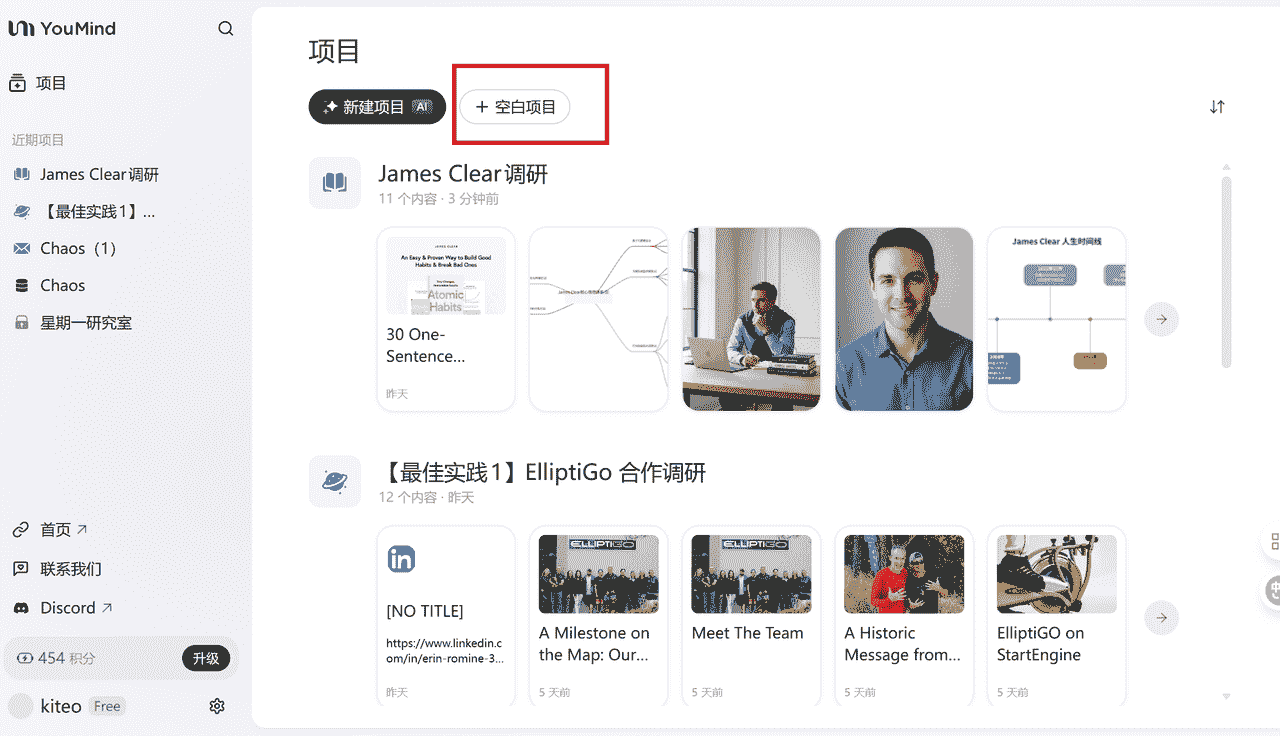 YouMind
项目
近期项目
James Clear调研
【最佳实践1】...
Chaos（1）
Chaos
星期一研究室
首页
联系我们
Discord
454 积分
升级
kiteo
Free
项目
新建项目 AI
+ 空白项目
James Clear调研
11 个内容 · 3 分钟前
JAMES CLEAR
An Easy & Proven Way to Build Good
Habits & Break Bad Ones
Atomic
Habits
30 One-
Sentence...
昨天
James Clear 人生时间线
【最佳实践1】ElliptiGo 合作调研
12 个内容 · 昨天
in
[NO TITLE]
https://www.linkedin.c
om/in/erin-romine-3...
昨天
ELLIPTIGO
A Milestone on
the Map: Our...
5 天前
ELLIPTIGO
Meet The Team
5 天前
A Historic
Message from...
5 天前
ElliptiGO on
StartEngine
5 天前